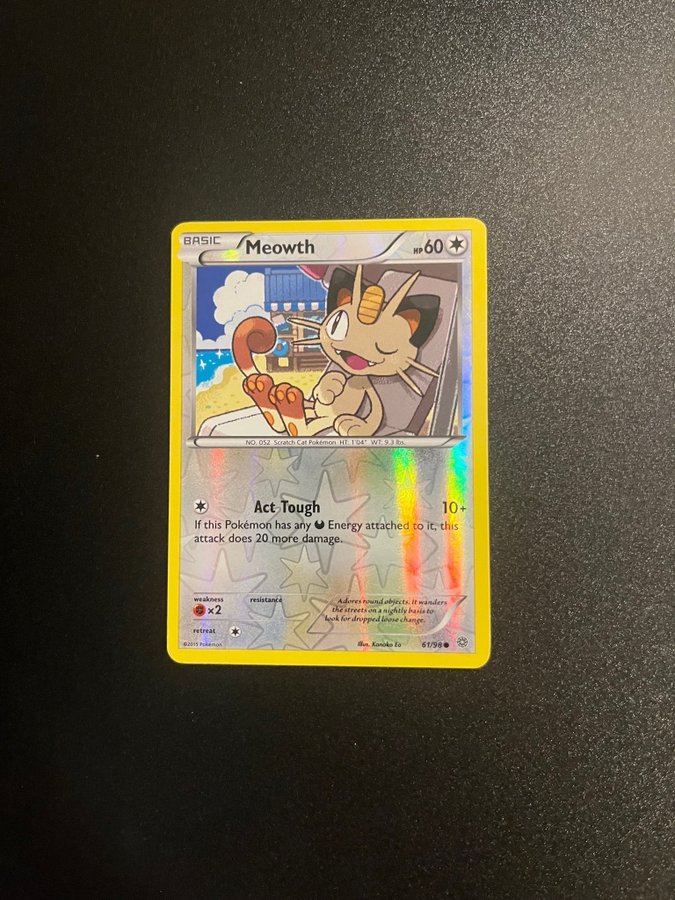 BASIC
Meowth
HP60
NO. 052 Scratch Cat Pokémon HT: 1'04" WT: 9.3 lbs.
Act Tough 10+
If this Pokémon has any Energy attached to it, this
attack does 20 more damage.
weakness resistance
×2
retreat
Adores round objects. It wanders
the streets on a nightly basis to
look for dropped loose change.
©2015 Pokémon
Illus. Kanako Eo
61/98